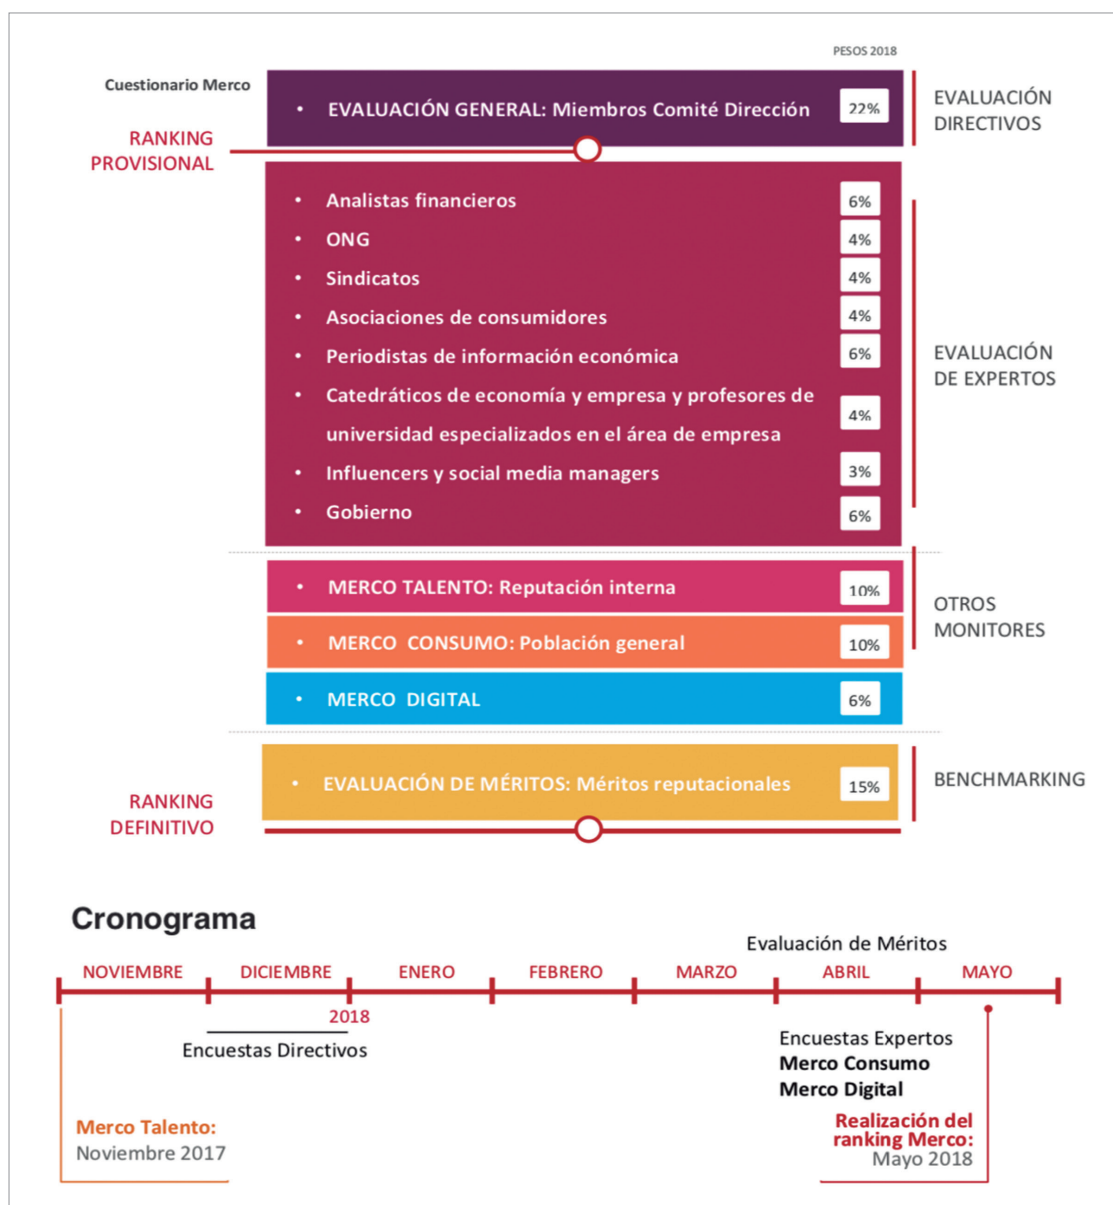 PESOS 2018
Cuestionario Merco
• EVALUACIÓN GENERAL: Miembros Comité Dirección 22%
EVALUACIÓN
DIRECTIVOS
RANKING
PROVISIONAL
• Analistas financieros 6%
• ONG 4%
• Sindicatos 4%
• Asociaciones de consumidores 4%
• Periodistas de información económica 6%
• Catedráticos de economía y empresa y profesores de
universidad especializados en el área de empresa 4%
• Influencers y social media managers 3%
• Gobierno 6%
EVALUACIÓN
DE EXPERTOS
• MERCO TALENTO: Reputación interna 10%
• MERCO CONSUMO: Población general 10%
• MERCO DIGITAL 6%
OTROS
MONITORES
• EVALUACIÓN DE MÉRITOS: Méritos reputacionales 15%
BENCHMARKING
RANKING
DEFINITIVO
Cronograma
Evaluación de Méritos
NOVIEMBRE DICIEMBRE ENERO FEBRERO MARZO ABRIL MAYO
2018
Encuestas Directivos
Encuestas Expertos
Merco Consumo
Merco Digital
Merco Talento:
Noviembre 2017
Realización del
ranking Merco:
Mayo 2018